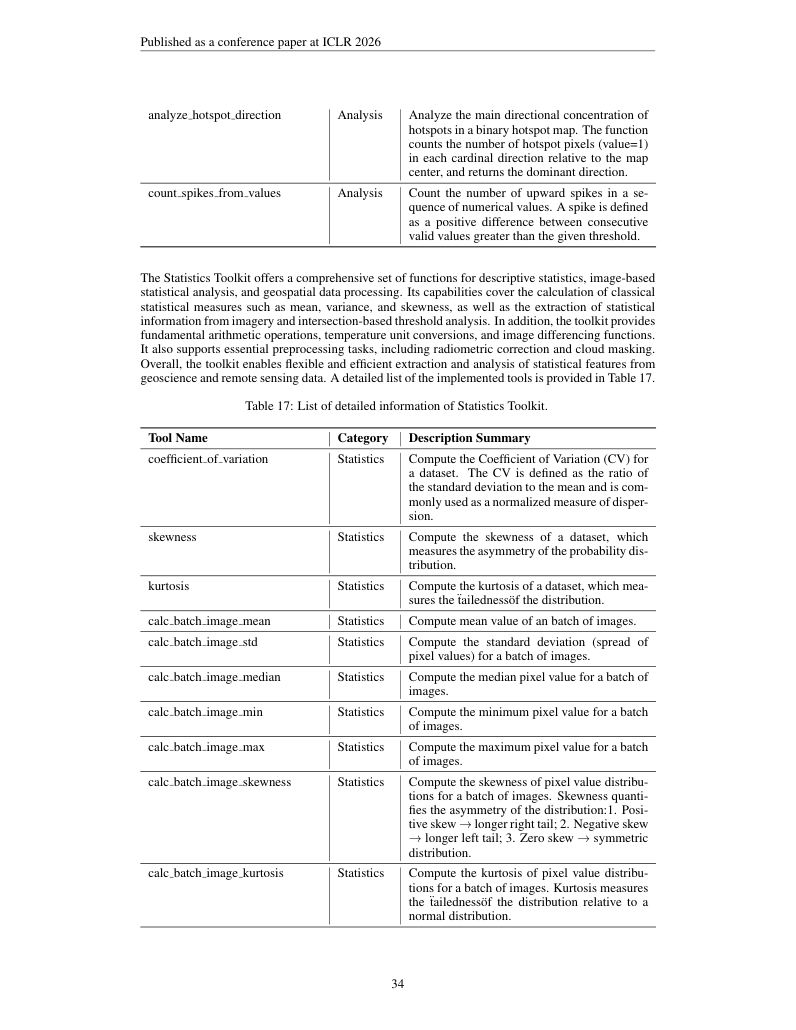 Published as a conference paper at ICLR 2026
analyze_hotspot_direction Analysis Analyze the main directional concentration of
hotspots in a binary hotspot map. The function
counts the number of hotspot pixels (value=1)
in each cardinal direction relative to the map
center, and returns the dominant direction.
count_spikes_from_values Analysis Count the number of upward spikes in a se-
quence of numerical values. A spike is defined
as a positive difference between consecutive
valid values greater than the given threshold.
The Statistics Toolkit offers a comprehensive set of functions for descriptive statistics, image-based
statistical analysis, and geospatial data processing. Its capabilities cover the calculation of classical
statistical measures such as mean, variance, and skewness, as well as the extraction of statistical
information from imagery and intersection-based threshold analysis. In addition, the toolkit provides
fundamental arithmetic operations, temperature unit conversions, and image differencing functions.
It also supports essential preprocessing tasks, including radiometric correction and cloud masking.
Overall, the toolkit enables flexible and efficient extraction and analysis of statistical features from
geoscience and remote sensing data. A detailed list of the implemented tools is provided in Table 17.
Table 17: List of detailed information of Statistics Toolkit.
Tool Name Category Description Summary
coefficient_of_variation Statistics Compute the Coefficient of Variation (CV) for
a dataset. The CV is defined as the ratio of
the standard deviation to the mean and is com-
monly used as a normalized measure of disper-
sion.
skewness Statistics Compute the skewness of a dataset, which
measures the asymmetry of the probability dis-
tribution.
kurtosis Statistics Compute the kurtosis of a dataset, which mea-
sures the ẗailednessöf the distribution.
calc_batch_image_mean Statistics Compute mean value of an batch of images.
calc_batch_image_std Statistics Compute the standard deviation (spread of
pixel values) for a batch of images.
calc_batch_image_median Statistics Compute the median pixel value for a batch of
images.
calc_batch_image_min Statistics Compute the minimum pixel value for a batch
of images.
calc_batch_image_max Statistics Compute the maximum pixel value for a batch
of images.
calc_batch_image_skewness Statistics Compute the skewness of pixel value distribu-
tions for a batch of images. Skewness quanti-
fies the asymmetry of the distribution:1. Posi-
tive skew → longer right tail; 2. Negative skew
→ longer left tail; 3. Zero skew → symmetric
distribution.
calc_batch_image_kurtosis Statistics Compute the kurtosis of pixel value distribu-
tions for a batch of images. Kurtosis measures
the ẗailednessöf the distribution relative to a
normal distribution.
34